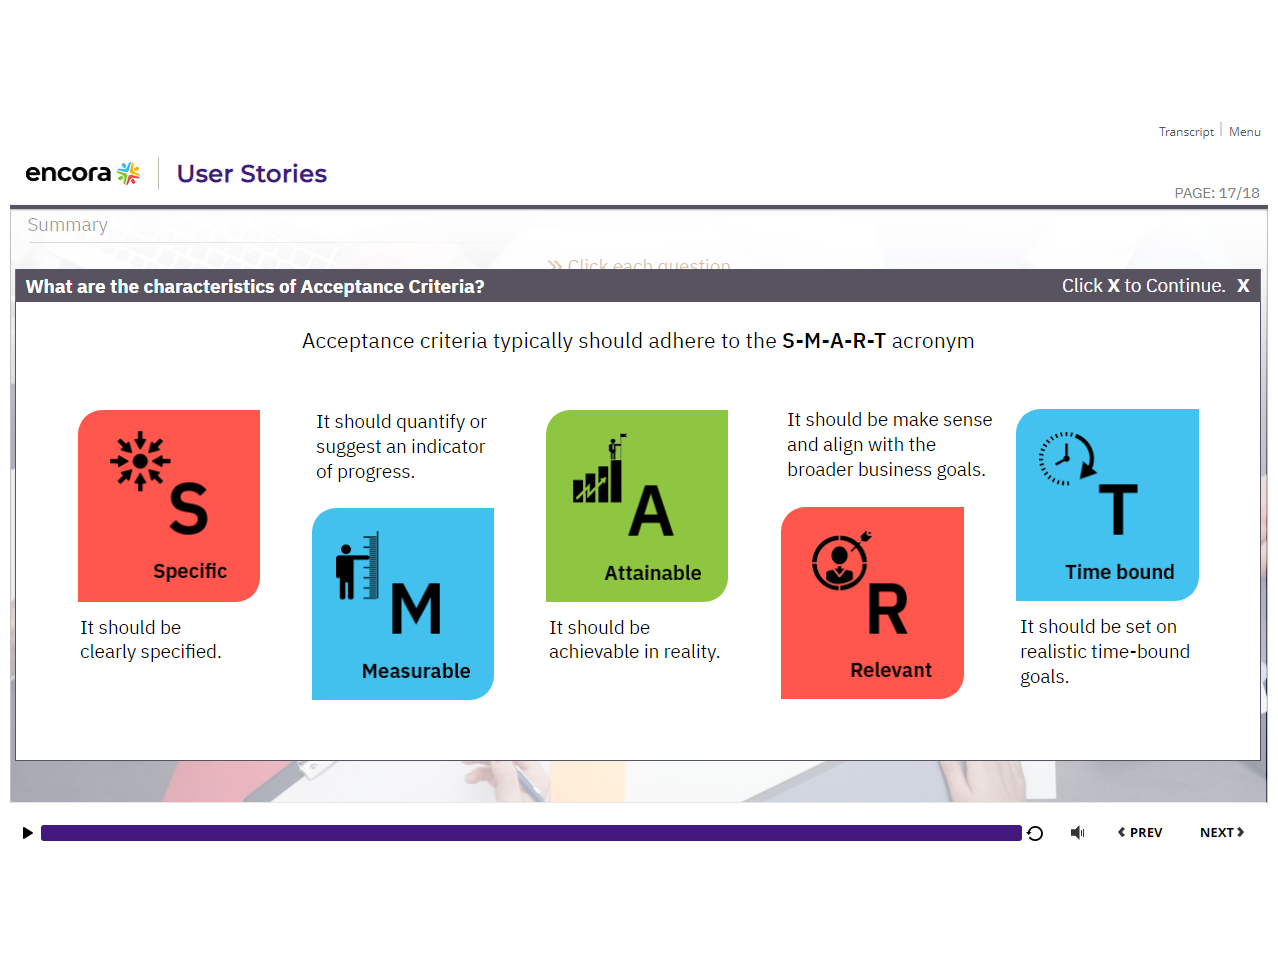 Transcript | Menu
encora | User Stories
PAGE: 17/18
Summary
» Click each question
What are the characteristics of Acceptance Criteria?
Click X to Continue. X
Acceptance criteria typically should adhere to the S-M-A-R-T acronym
S
Specific
It should be
clearly specified.
It should quantify or
suggest an indicator
of progress.
M
Measurable
A
Attainable
It should be
achievable in reality.
It should be make sense
and align with the
broader business goals.
R
Relevant
T
Time bound
It should be set on
realistic time-bound
goals.
PREV
NEXT